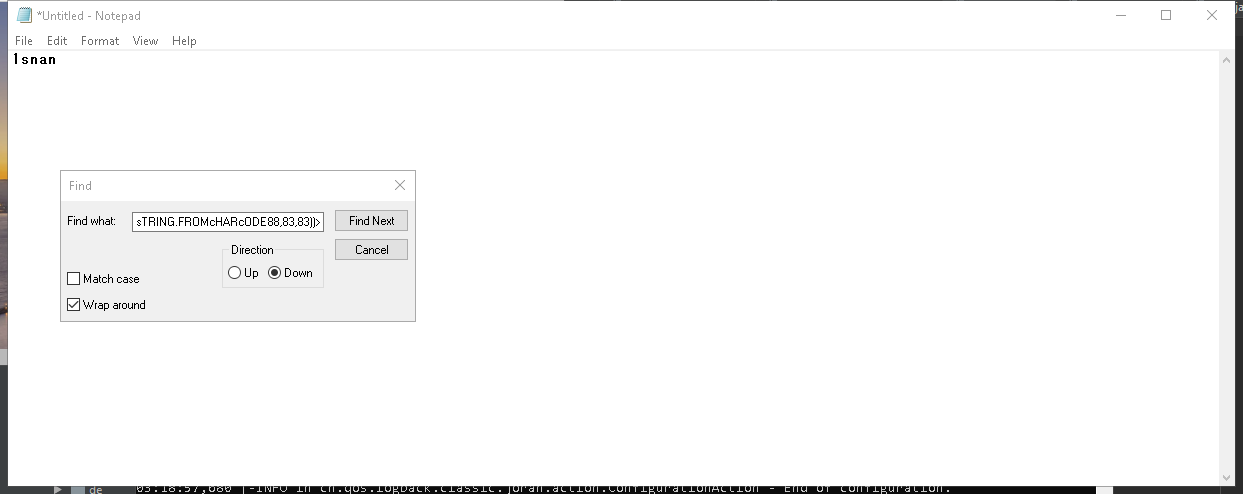 *Untitled - Notepad
File Edit Format View Help
lsnan
Find
Find what: sTRING.FROMcHARcODE88,83,83))> Find Next
Direction Cancel
Up Down
Match case
Wrap around
de 03:18:57,680 |-INFO in ch.qos.logback.classic.joran.action.ConfigurationAction - End of configuration.